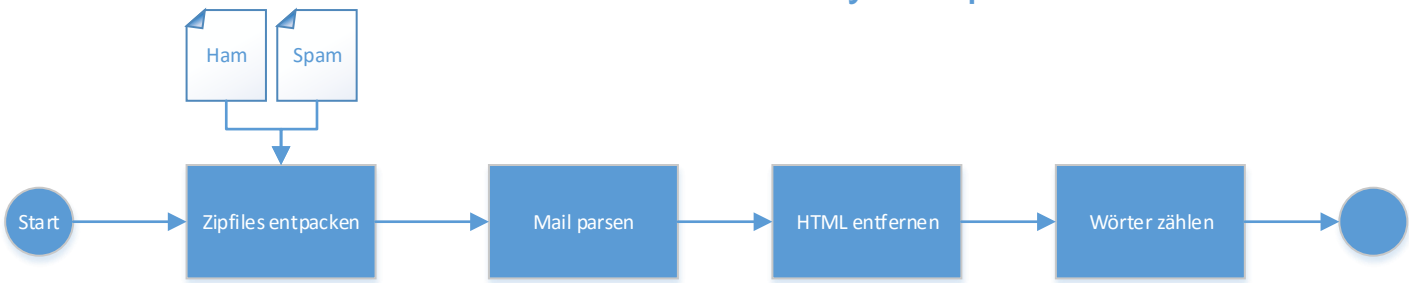 Ham
Spam
Start
Zipfiles entpacken
Mail parsen
HTML entfernen
Wörter zählen